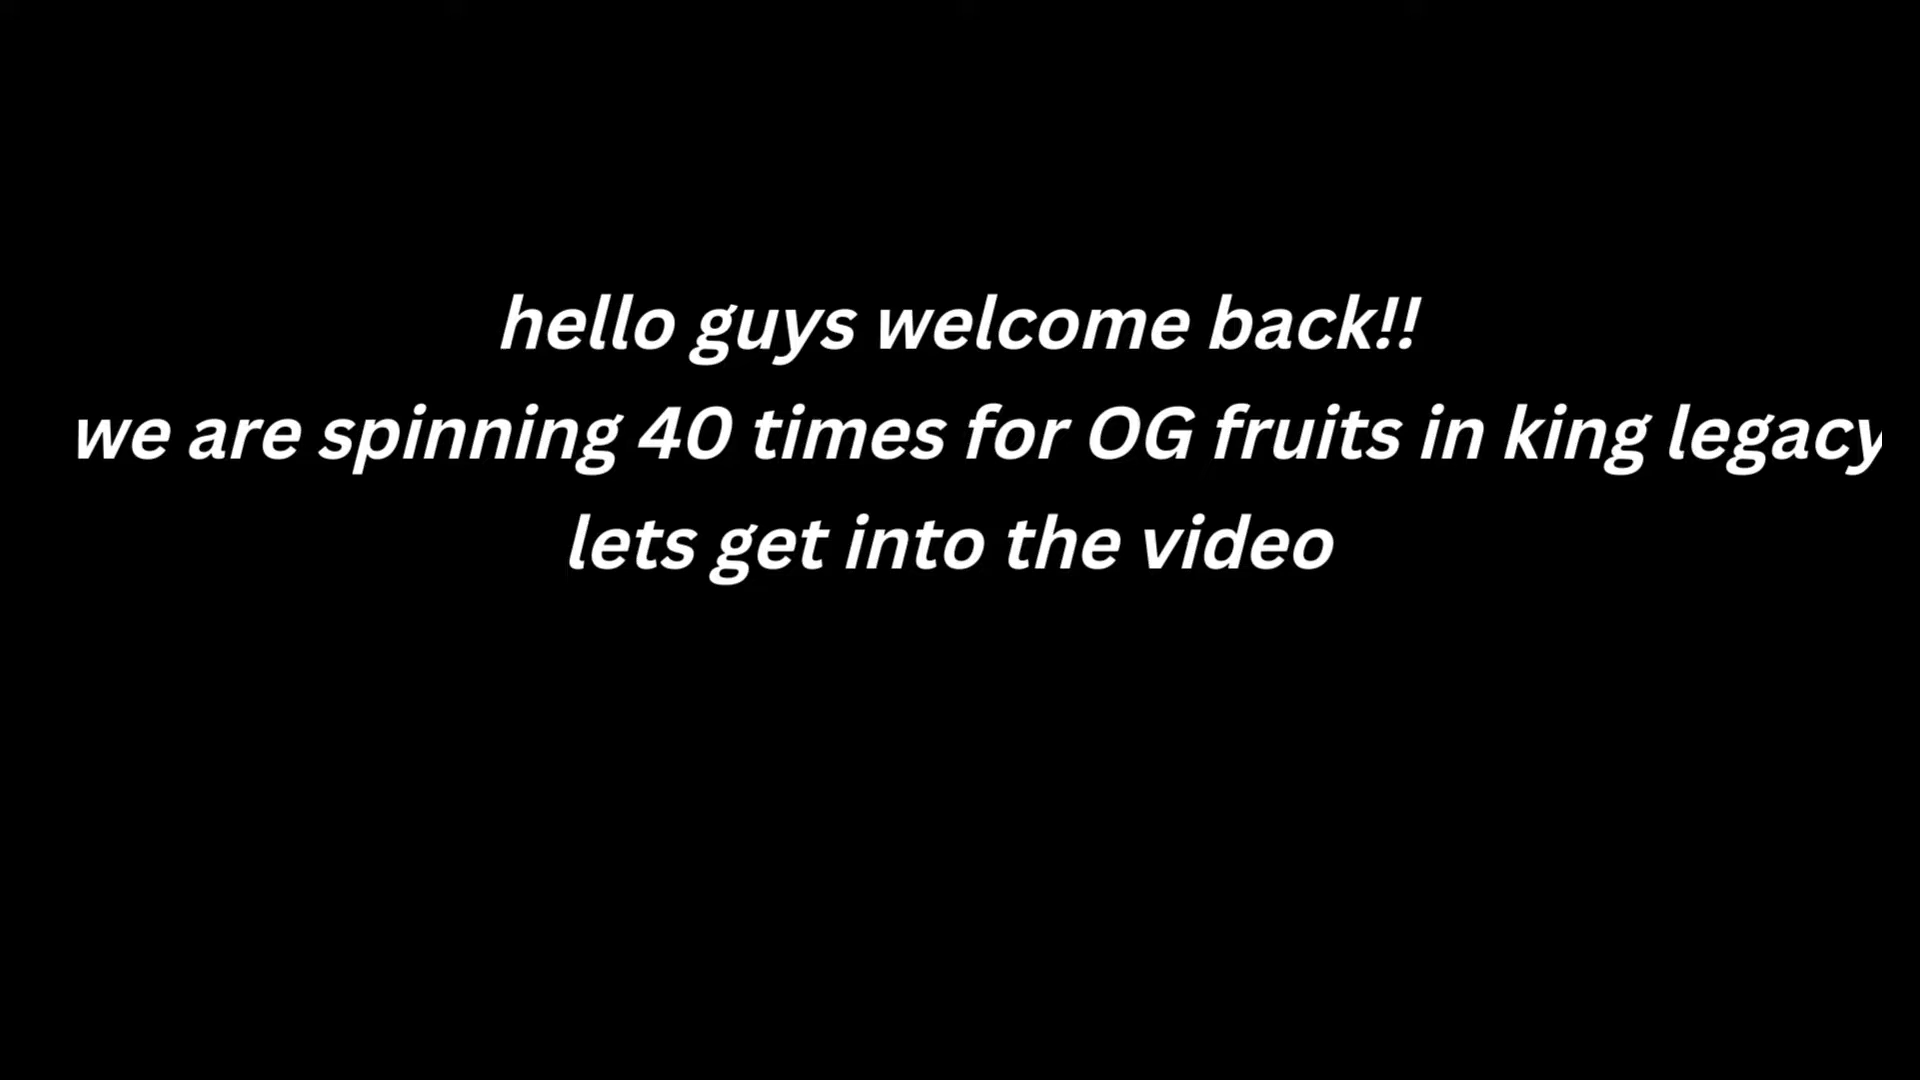 hello guys welcome back!!
we are spinning 40 times for OG fruits in king legacy
lets get into the video